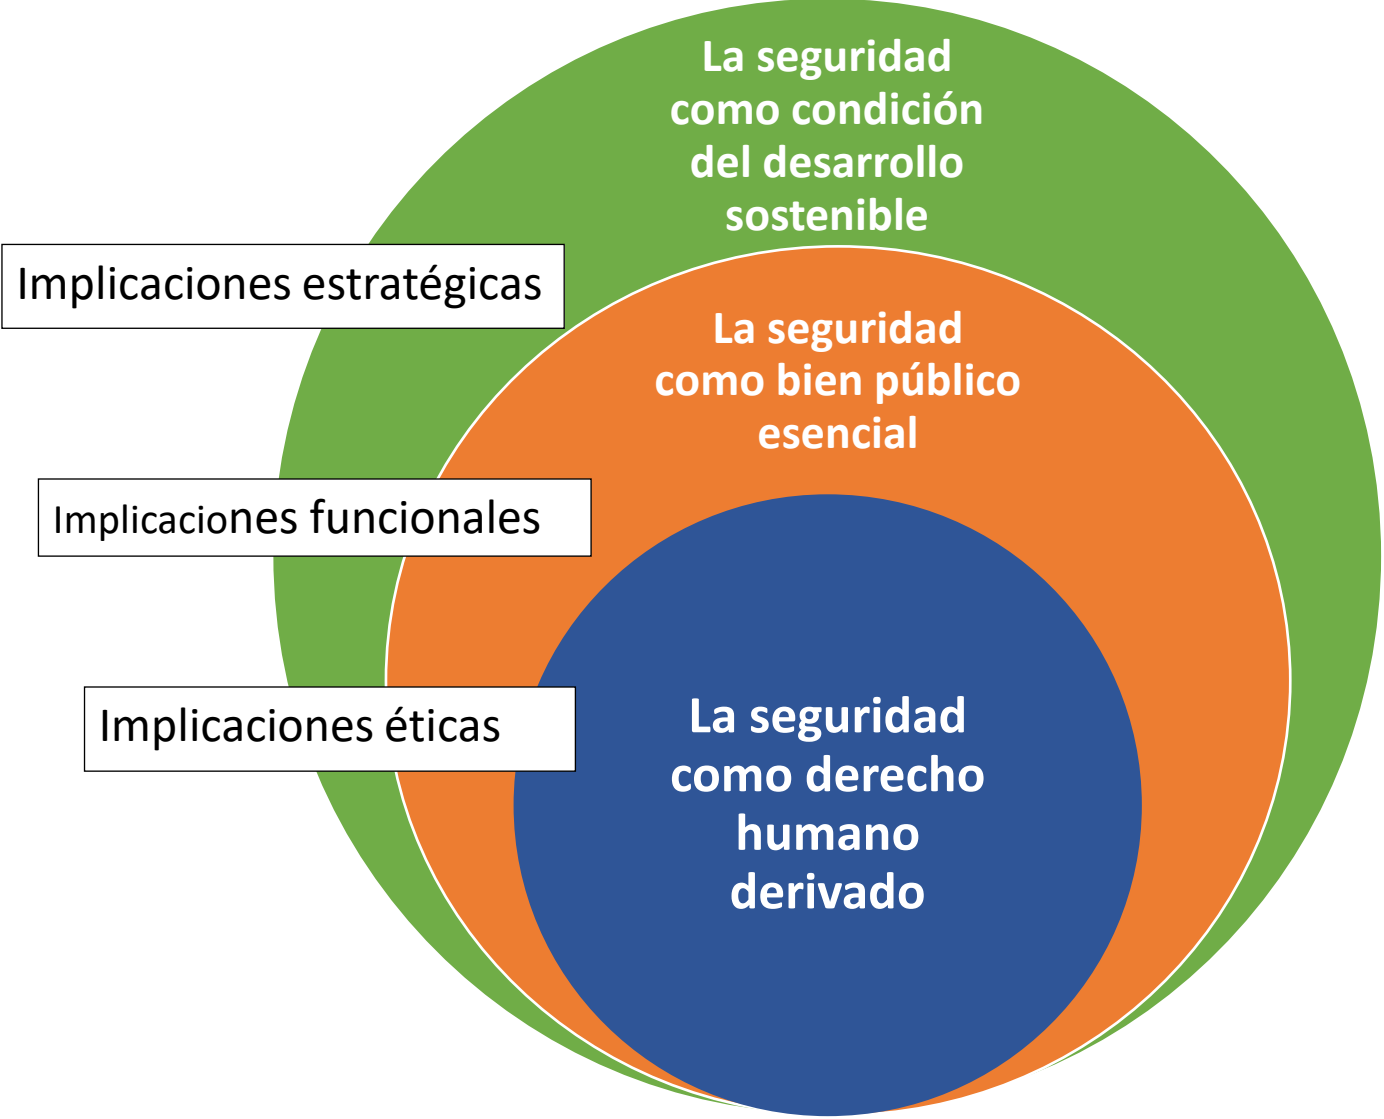 La seguridad
como condición
del desarrollo
sostenible
Implicaciones estratégicas
La seguridad
como bien público
esencial
Implicaciones funcionales
Implicaciones éticas
La seguridad
como derecho
humano
derivado